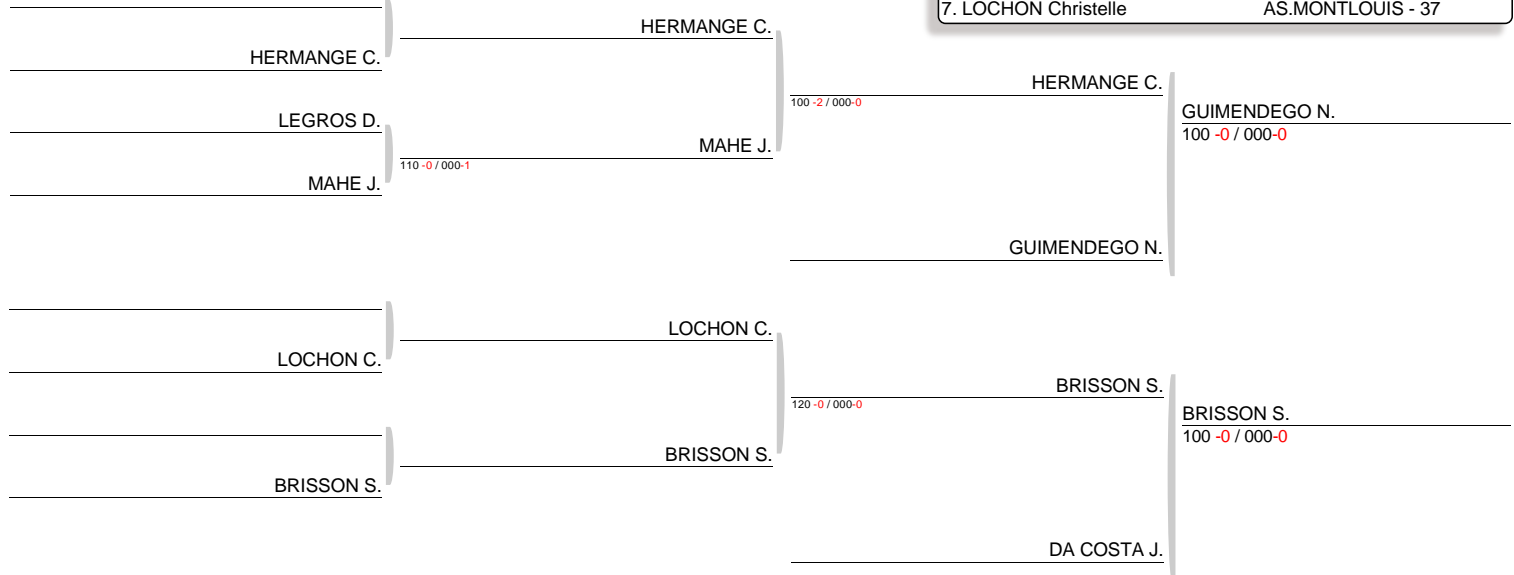 7. LOCHON Christelle AS.MONTLOUIS - 37
HERMANGE C.
HERMANGE C.
HERMANGE C.
100 -2 / 000-0
GUIMENDEGO N.
100 -0 / 000-0
LEGROS D.
MAHE J.
110 -0 / 000-1
MAHE J.
GUIMENDEGO N.
LOCHON C.
LOCHON C.
BRISSON S.
120 -0 / 000-0
BRISSON S.
100 -0 / 000-0
BRISSON S.
BRISSON S.
DA COSTA J.